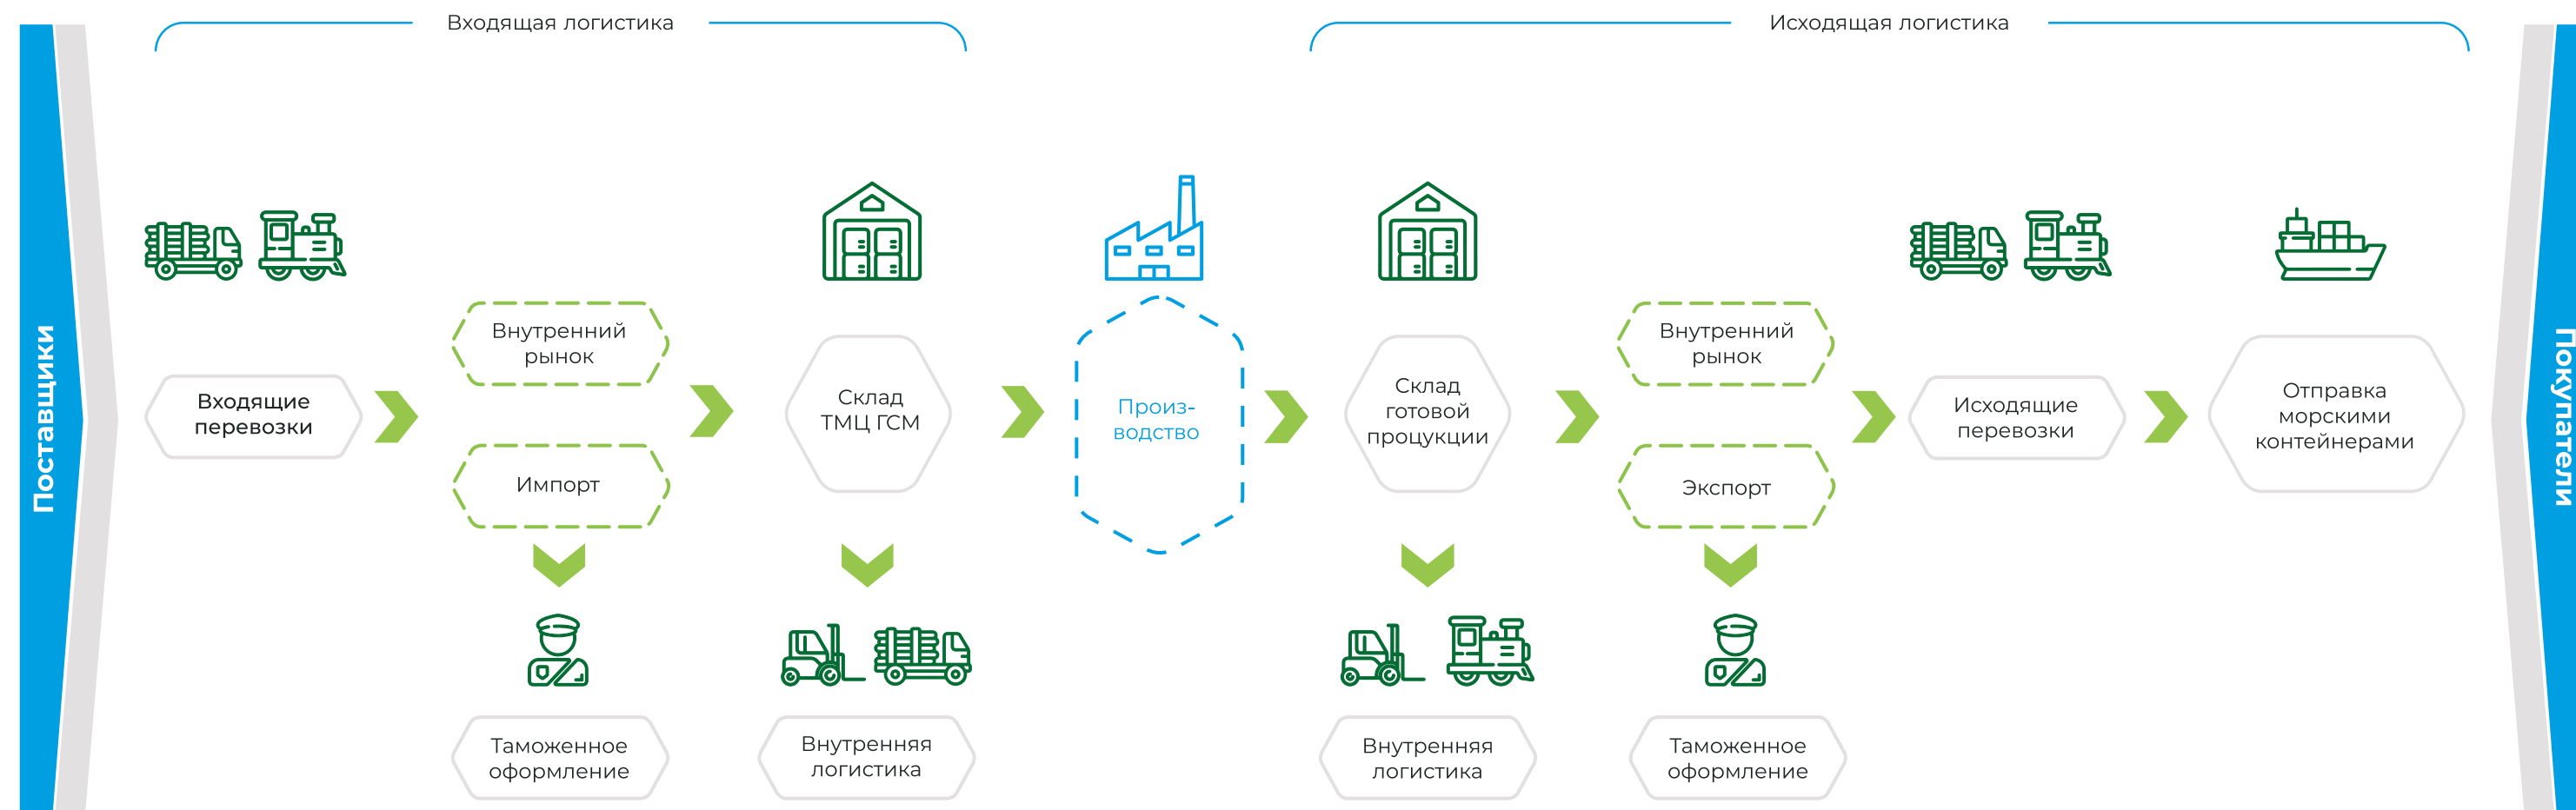 Входящая логистика
Исходящая логистика
Поставщики
Входящие
перевозки
Внутренний
рынок
Импорт
Таможенное
оформление
Склад
ТМЦ ГСМ
Внутренняя
логистика
Произ-
водство
Склад
готовой
процукции
Внутренняя
логистика
Внутренний
рынок
Экспорт
Таможенное
оформление
Исходящие
перевозки
Отправка
морскими
контейнерами
Покупатели